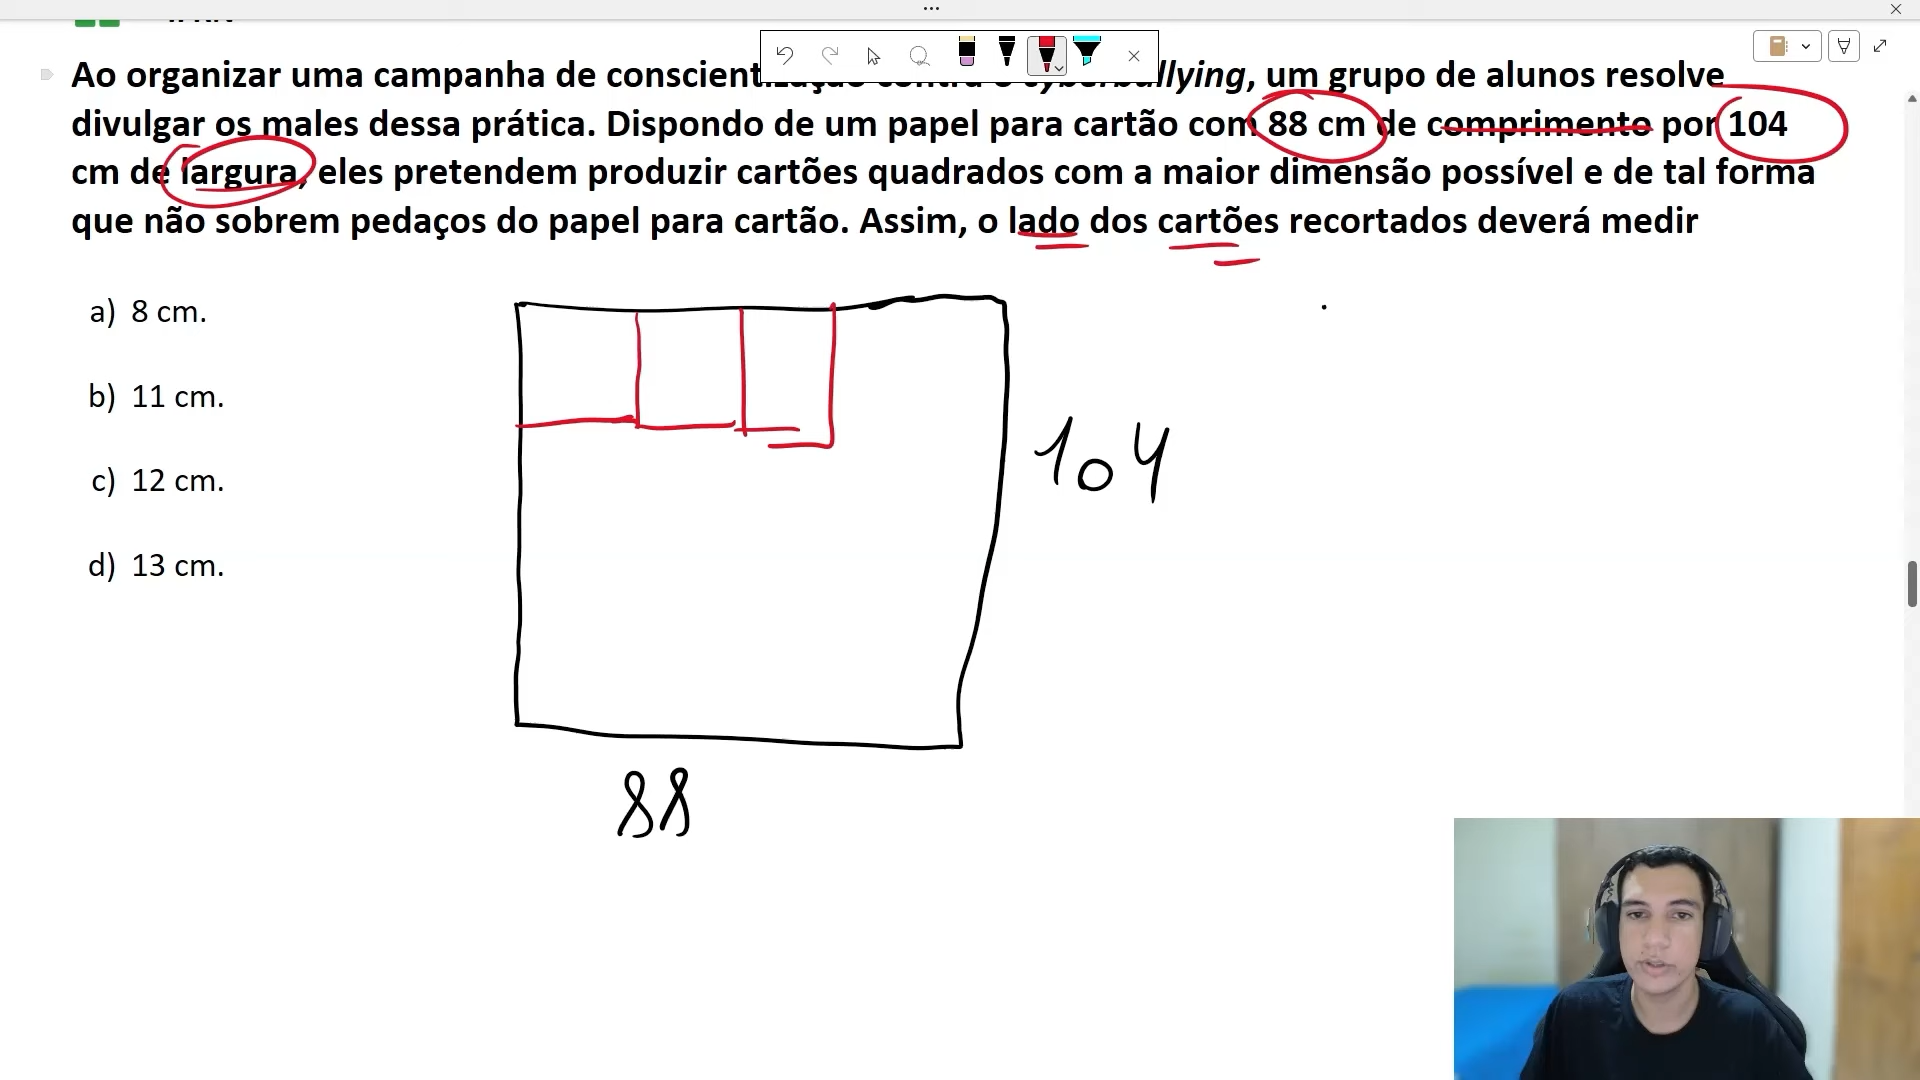 Ao organizar uma campanha de conscientização contra o cyberbullying, um grupo de alunos resolve
divulgar os males dessa prática. Dispondo de um papel para cartão com 88 cm de comprimento por 104
cm de largura, eles pretendem produzir cartões quadrados com a maior dimensão possível e de tal forma
que não sobrem pedaços do papel para cartão. Assim, o lado dos cartões recortados deverá medir
a) 8 cm.
b) 11 cm.
c) 12 cm.
d) 13 cm.
104
88